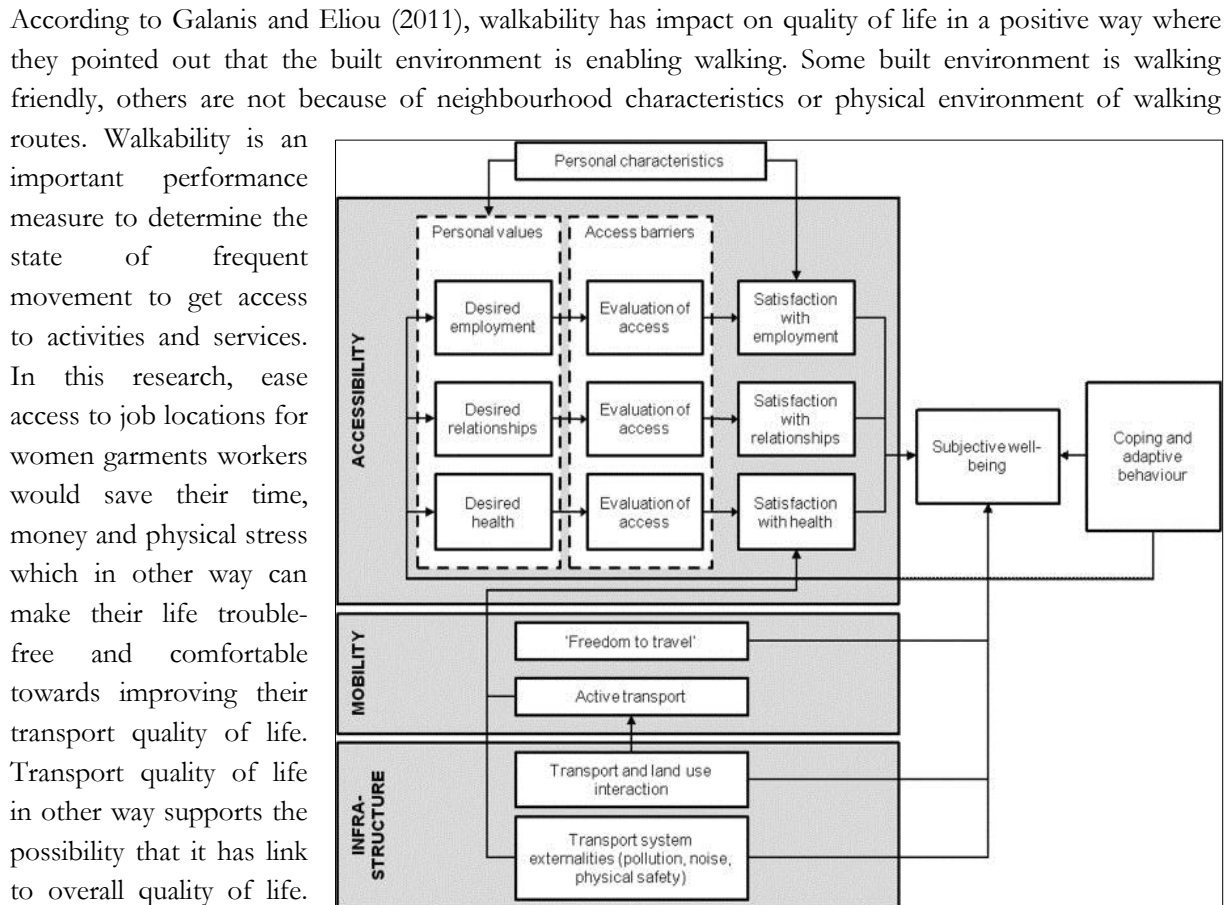 According to Galanis and Eliou (2011), walkability has impact on quality of life in a positive way where
they pointed out that the built environment is enabling walking. Some built environment is walking
friendly, others are not because of neighbourhood characteristics or physical environment of walking
routes. Walkability is an
important performance
measure to determine the
state of frequent
movement to get access
to activities and services.
In this research, ease
access to job locations for
women garments workers
would save their time,
money and physical stress
which in other way can
make their life trouble-
free and comfortable
towards improving their
transport quality of life.
Transport quality of life
in other way supports the
possibility that it has link
to overall quality of life.
Personal characteristics
ACCESSIBILITY
Personal values
Access barriers
Desired
employment
Evaluation of
access
Satisfaction
with
employment
Desired
relationships
Evaluation of
access
Satisfaction
with
relationships
Desired
health
Evaluation of
access
Satisfaction
with health
Subjective well-
being
Coping and
adaptive
behaviour
MOBILITY
'Freedom to travel'
Active transport
INFRA-
STRUCTURE
Transport and land use
interaction
Transport system
externalities (pollution, noise,
physical safety)